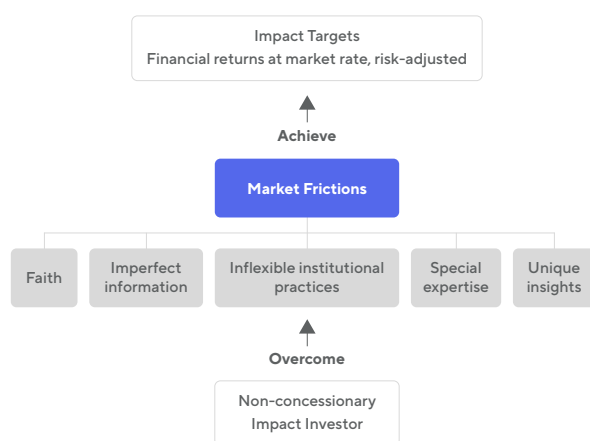 Impact Targets
Financial returns at market rate, risk-adjusted
Achieve
Market Frictions
Faith
Imperfect
information
Inflexible institutional
practices
Special
expertise
Unique
insights
Overcome
Non-concessionary
Impact Investor